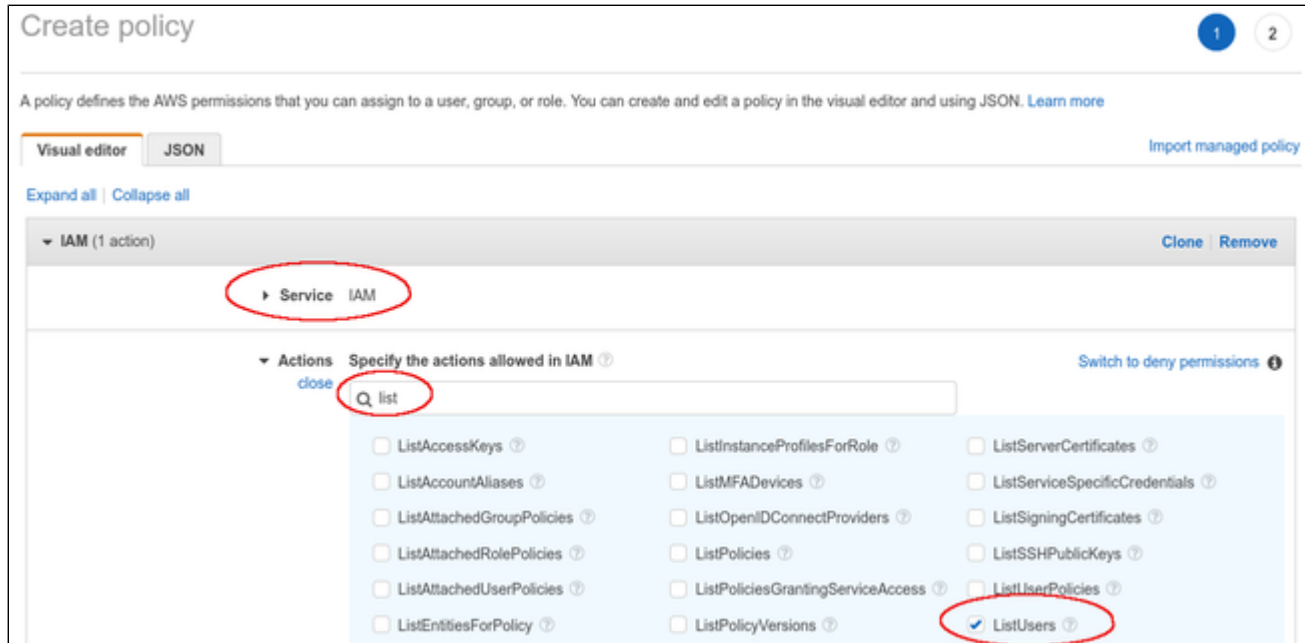 Create policy
1 2
A policy defines the AWS permissions that you can assign to a user, group, or role. You can create and edit a policy in the visual editor and using JSON. Learn more
Visual editor JSON Import managed policy
Expand all | Collapse all
IAM (1 action) Clone | Remove
Service IAM
Actions Specify the actions allowed in IAM ? Switch to deny permissions i
close list
ListAccessKeys ? ListInstanceProfilesForRole ? ListServerCertificates ?
ListAccountAliases ? ListMFADevices ? ListServiceSpecificCredentials ?
ListAttachedGroupPolicies ? ListOpenIDConnectProviders ? ListSigningCertificates ?
ListAttachedRolePolicies ? ListPolicies ? ListSSHPublicKeys ?
ListAttachedUserPolicies ? ListPoliciesGrantingServiceAccess ? ListUserPolicies ?
ListEntitiesForPolicy ? ListPolicyVersions ? ListUsers ?